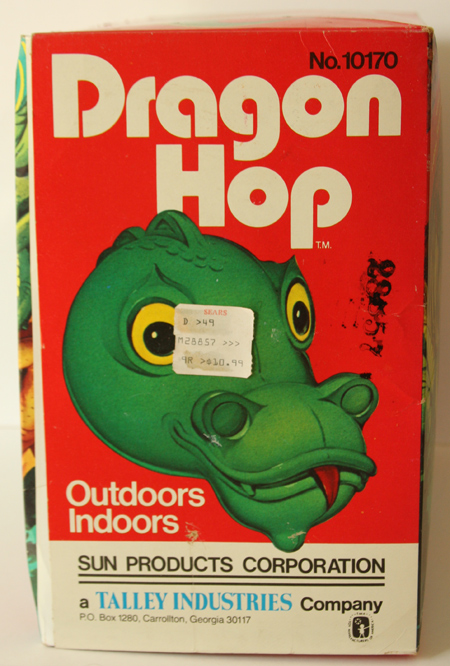 No.10170
Dragon
Hop
T.M.
SEARS
D >49
M28857 >>>
>$10.99
Outdoors
Indoors
SUN PRODUCTS CORPORATION
a TALLEY INDUSTRIES Company
P.O. Box 1280, Carrollton, Georgia 30117